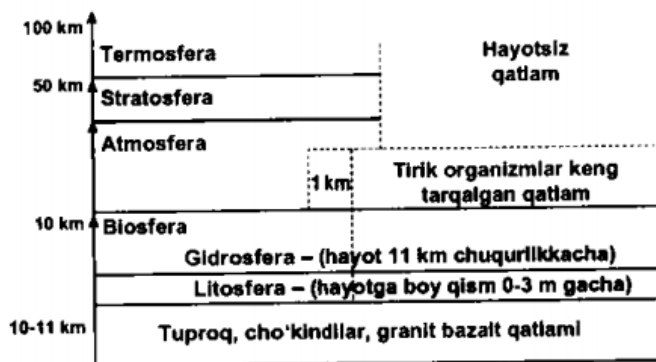 100 km
Termosfera
Hayotsiz
qatlam
50 km
Stratosfera
Atmosfera
1 km
Tirik organizmlar keng
tarqalgan qatlam
10 km
Biosfera
Gidrosfera – (hayot 11 km chuqurlikkacha)
Litosfera – (hayotga boy qism 0-3 m gacha)
10-11 km
Tuproq, cho‘kindilar, granit bazalt qatlami